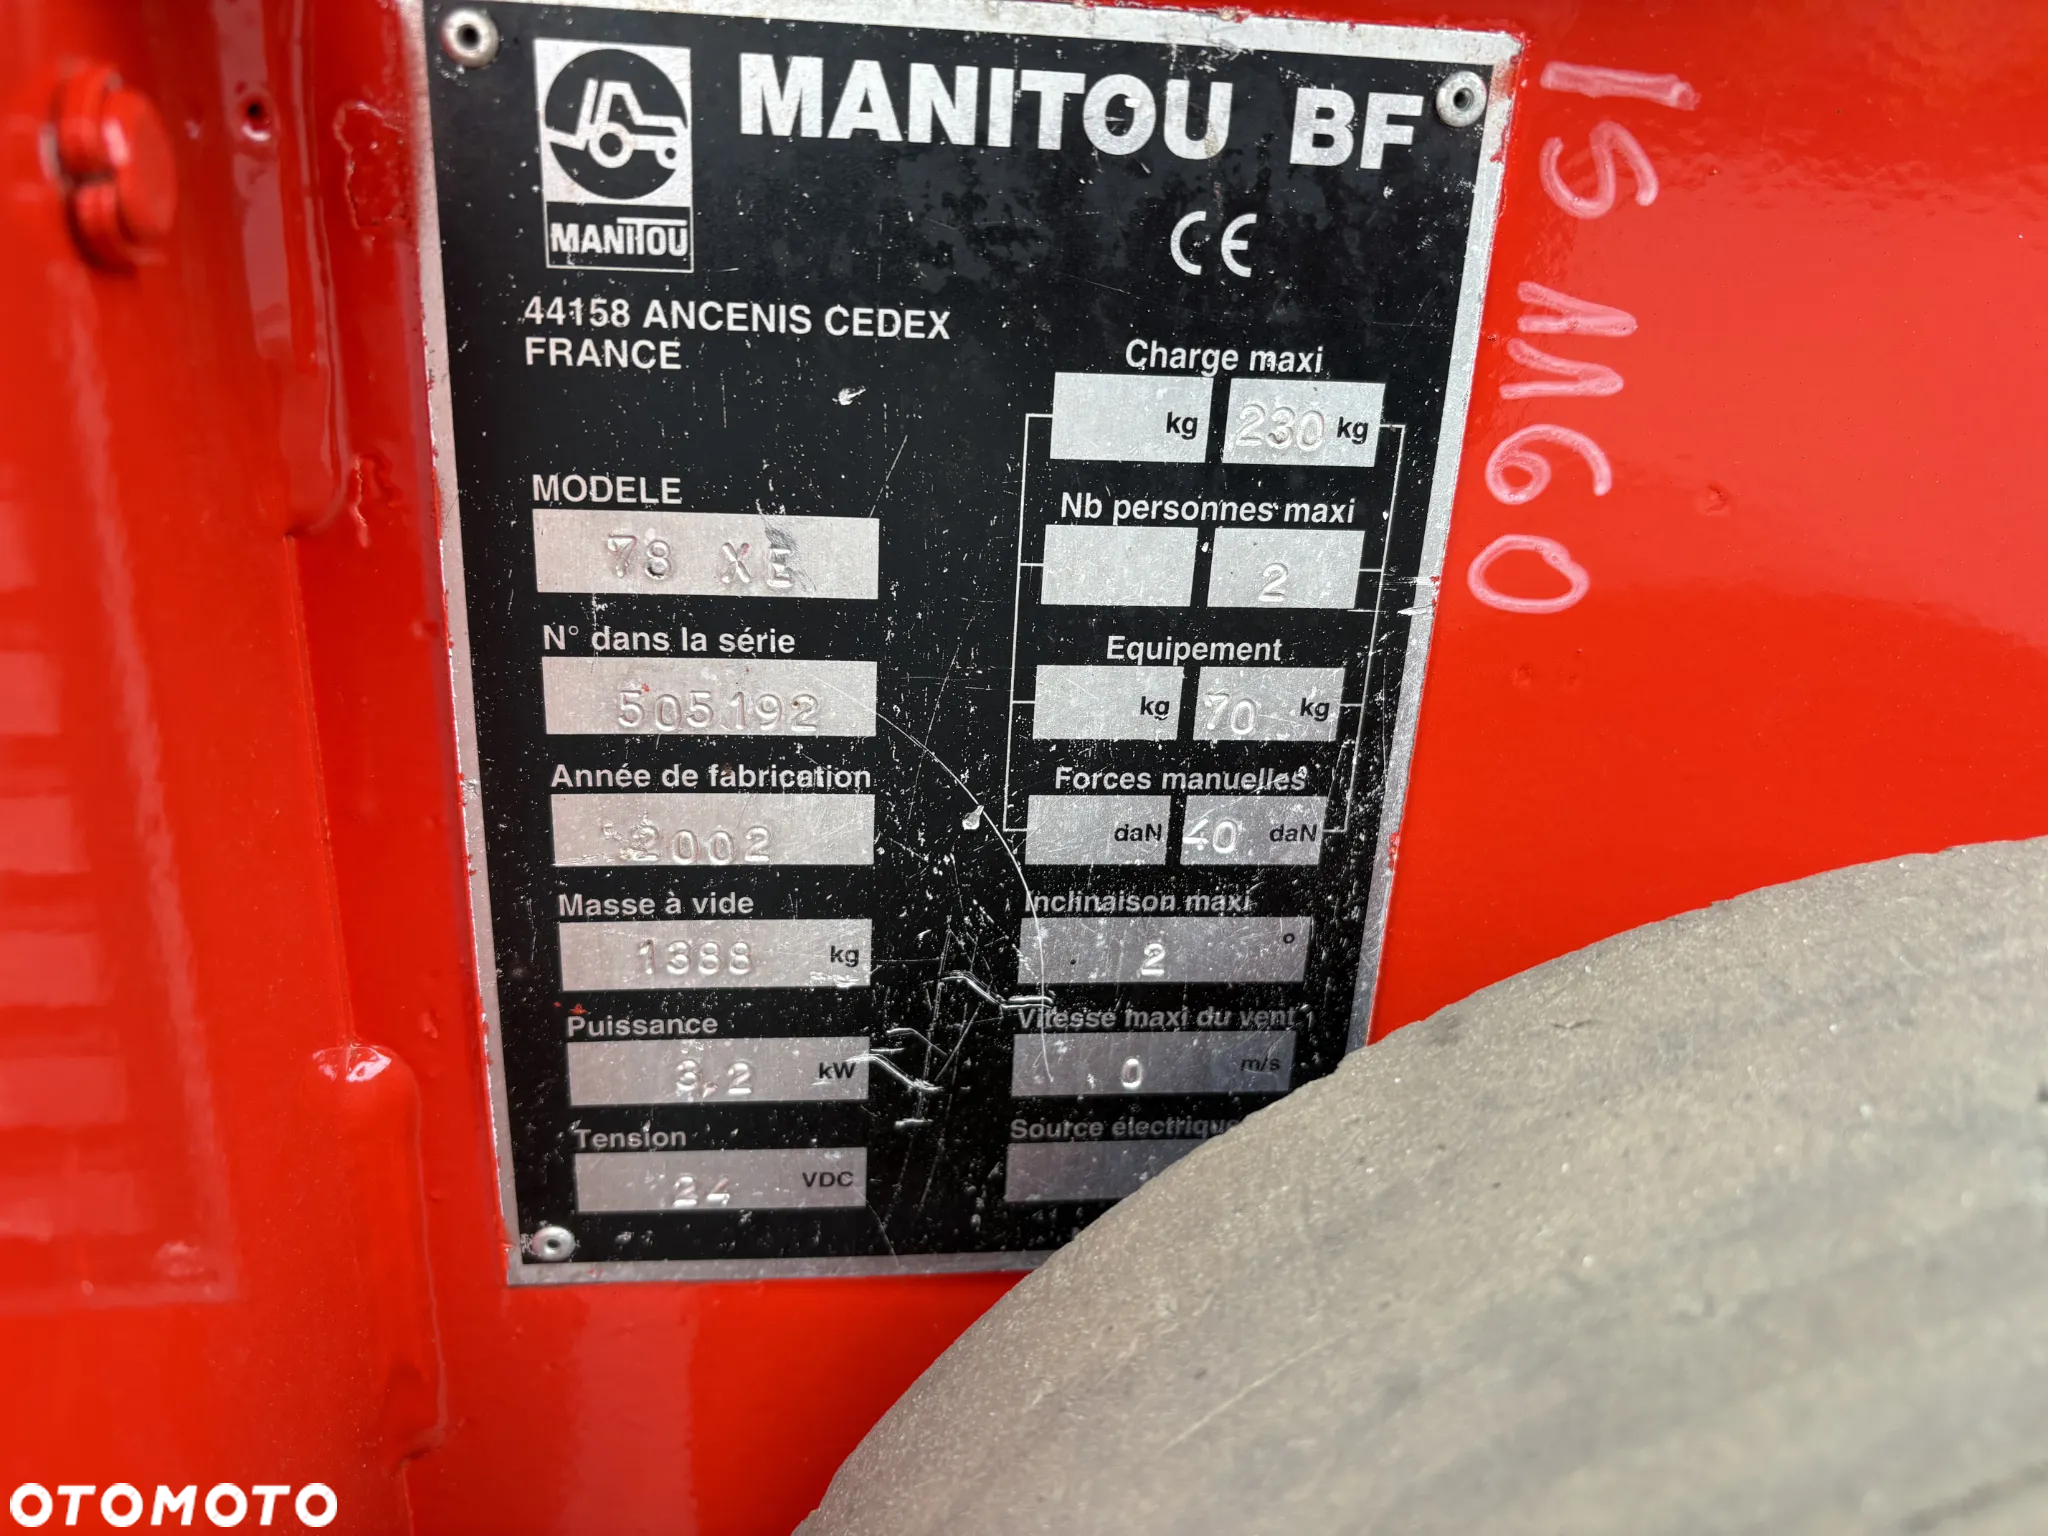 MANITOU BF
MANITOU
CE
44158 ANCENIS CEDEX
FRANCE
MODELE
78 XE
N° dans la série
505192
Année de fabrication
2002
Masse à vide
1388 kg
Puissance
3,2 kW
Tension
24 VDC
Charge maxi
kg 230 kg
Nb personnes maxi
2
Equipement
kg 70 kg
Forces manuelles
daN 40 daN
Inclinaison maxi
2 °
Vitesse maxi du vent
0 m/s
Source électrique
OTOMOTO